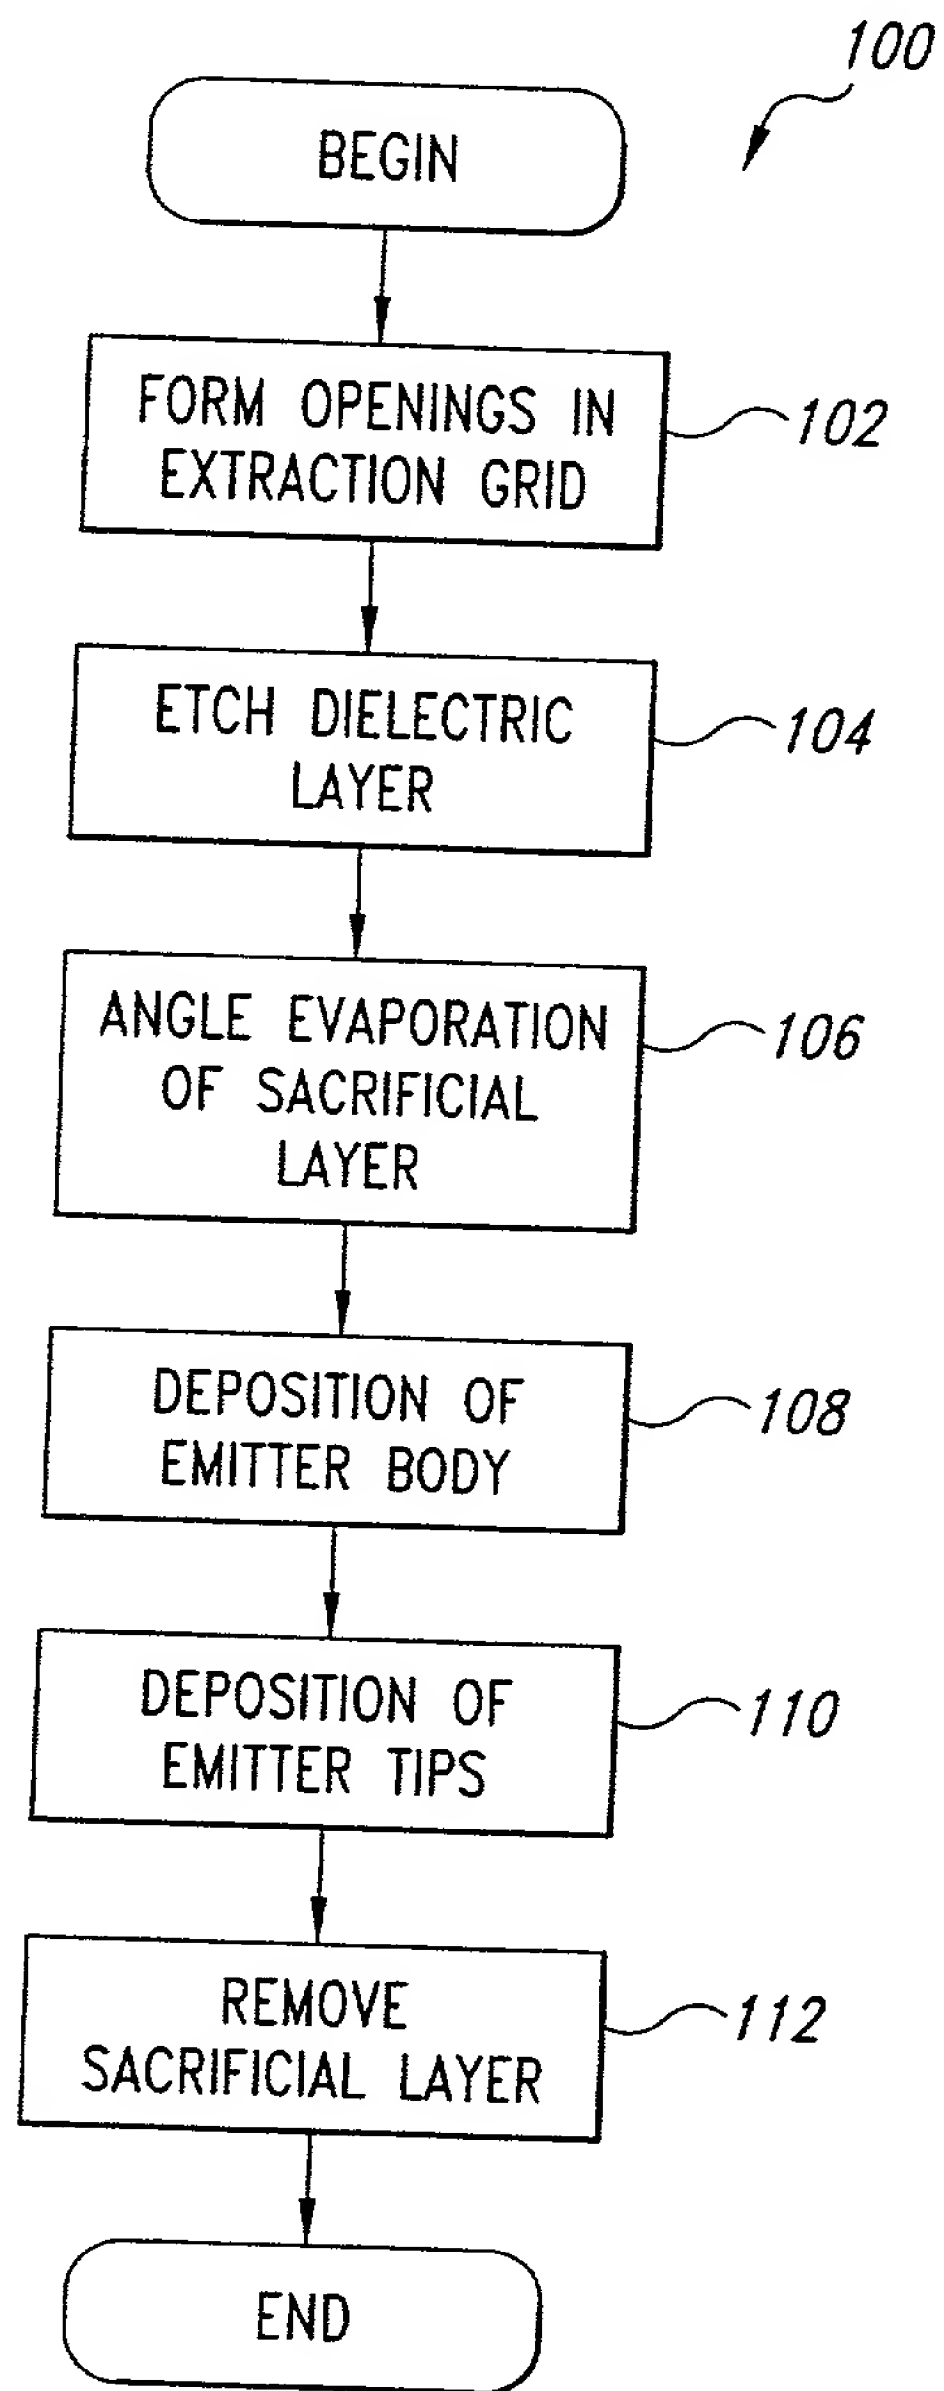 100
BEGIN
FORM OPENINGS IN
EXTRACTION GRID
102
ETCH DIELECTRIC
LAYER
104
ANGLE EVAPORATION
OF SACRIFICIAL
LAYER
106
DEPOSITION OF
EMITTER BODY
108
DEPOSITION OF
EMITTER TIPS
110
REMOVE
SACRIFICIAL LAYER
112
END